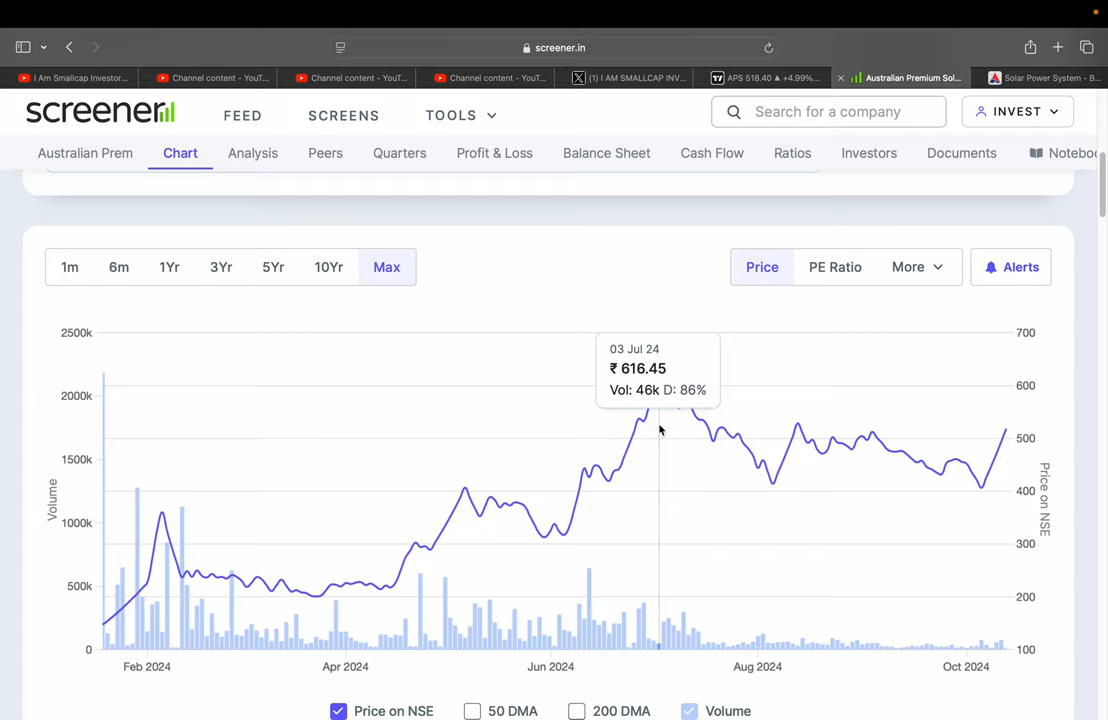 screener.in
I Am Smallcap Investor...
Channel content - YouT...
Channel content - YouT...
Channel content - YouT...
(1) I AM SMALLCAP INV...
APS 518.40 ▲ +4.99%...
Australian Premium Sol...
Solar Power System - B...
screener
FEED
SCREENS
TOOLS
Search for a company
INVEST
Australian Prem
Chart
Analysis
Peers
Quarters
Profit & Loss
Balance Sheet
Cash Flow
Ratios
Investors
Documents
Noteboo
1m
6m
1Yr
3Yr
5Yr
10Yr
Max
Price
PE Ratio
More
Alerts
2500k
2000k
1500k
1000k
500k
0
Volume
03 Jul 24
₹ 616.45
Vol: 46k D: 86%
700
600
500
400
300
200
100
Price on NSE
Feb 2024
Apr 2024
Jun 2024
Aug 2024
Oct 2024
Price on NSE
50 DMA
200 DMA
Volume